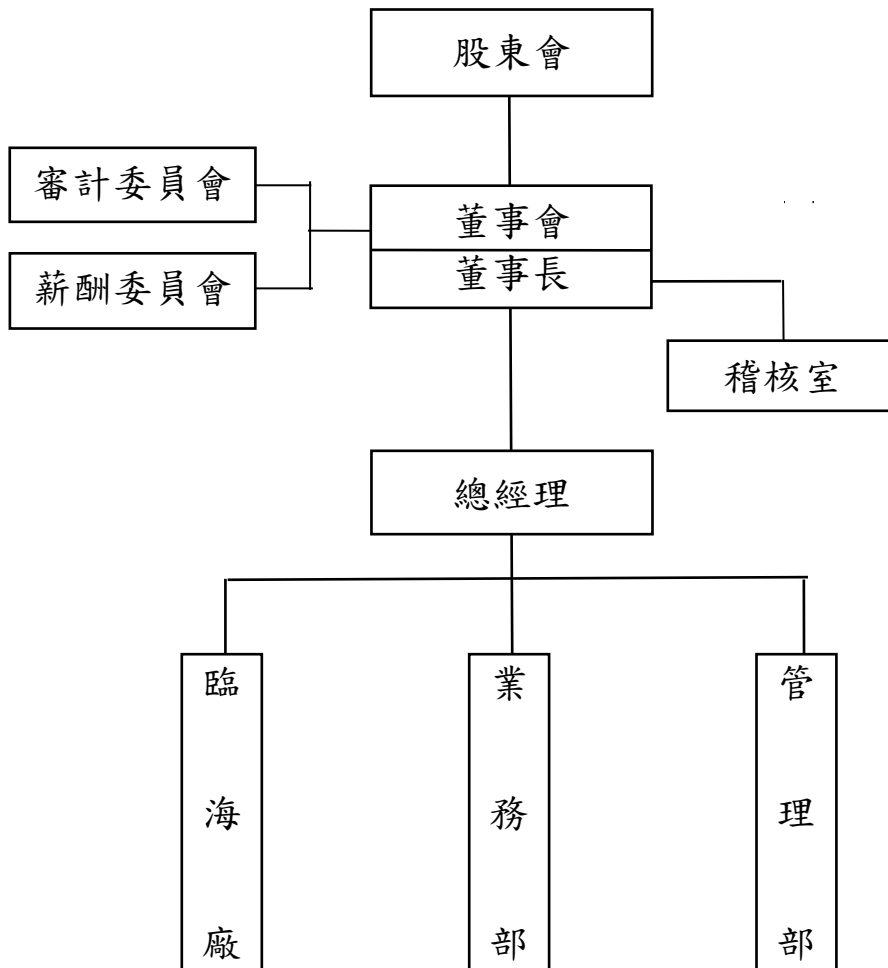 股東會
審計委員會
董事會
薪酬委員會
董事長
稽核室
總經理
臨海廠
業務部
管理部